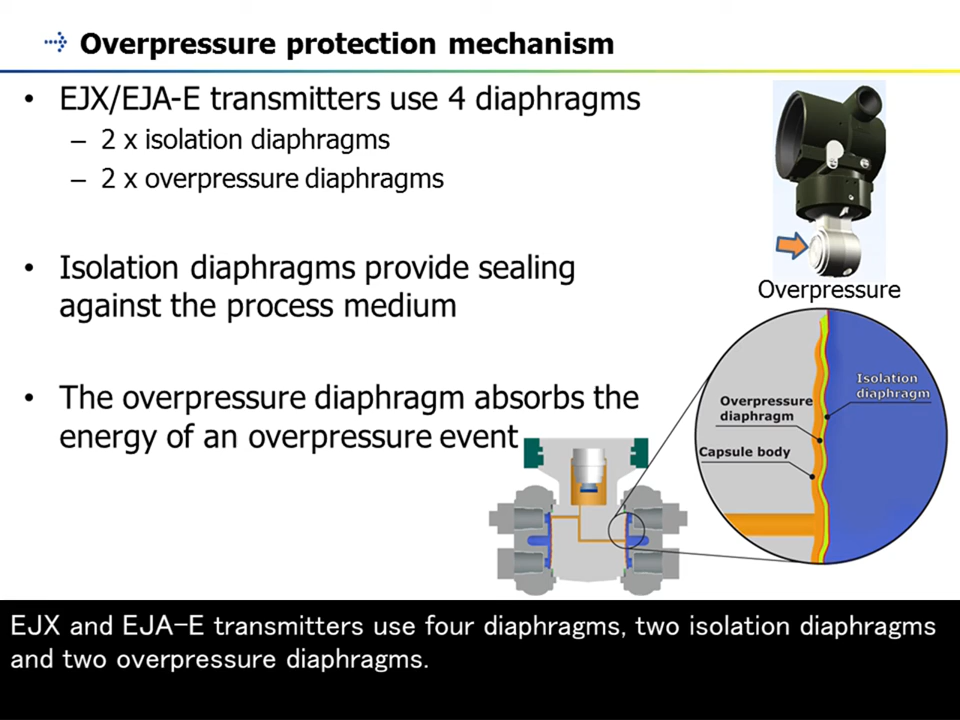 Overpressure protection mechanism
• EJX/EJA-E transmitters use 4 diaphragms
– 2 x isolation diaphragms
– 2 x overpressure diaphragms
• Isolation diaphragms provide sealing
against the process medium
• The overpressure diaphragm absorbs the
energy of an overpressure event
Overpressure
Isolation
diaphragm
Overpressure
diaphragm
Capsule body
EJX and EJA-E transmitters use four diaphragms, two isolation diaphragms
and two overpressure diaphragms.